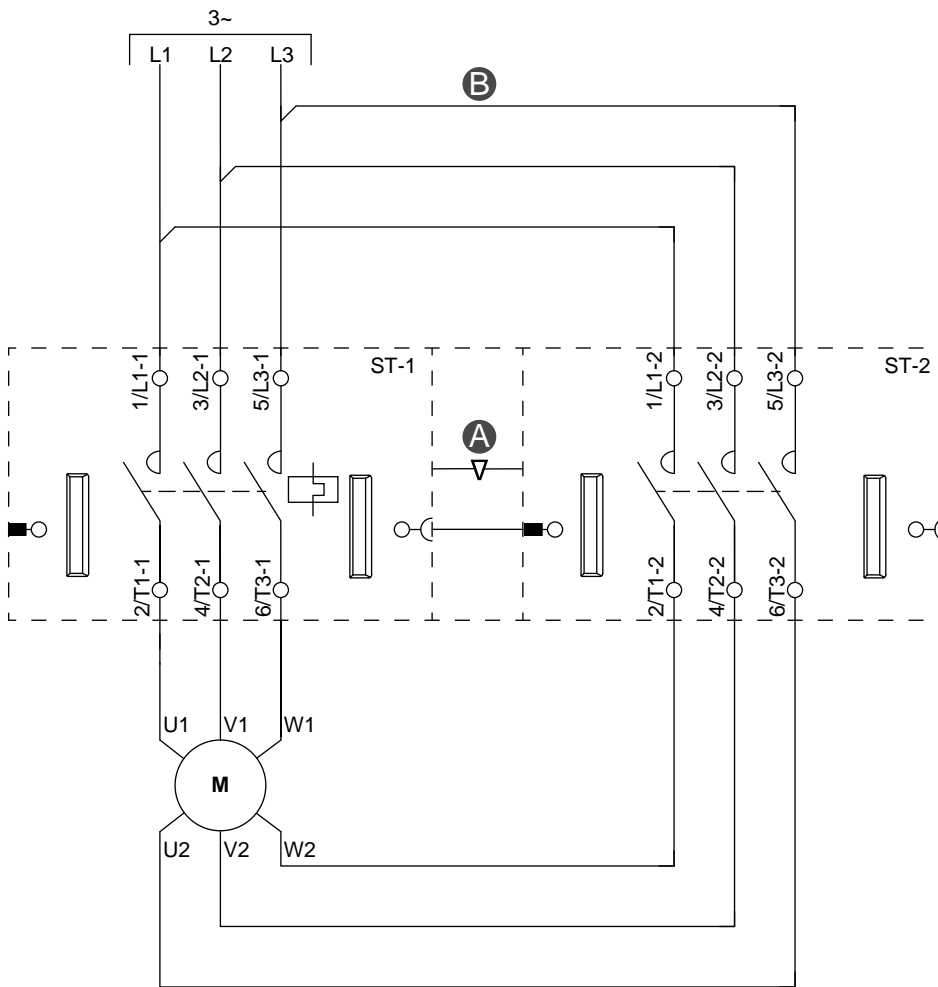 3~
L1 L2 L3
B
ST-1 ST-2
1/L1-1 3/L2-1 5/L3-1 1/L1-2 3/L2-2 5/L3-2
A
2/T1-1 4/T2-1 6/T3-1 2/T1-2 4/T2-2 6/T3-2
U1 V1 W1
M
U2 V2 W2